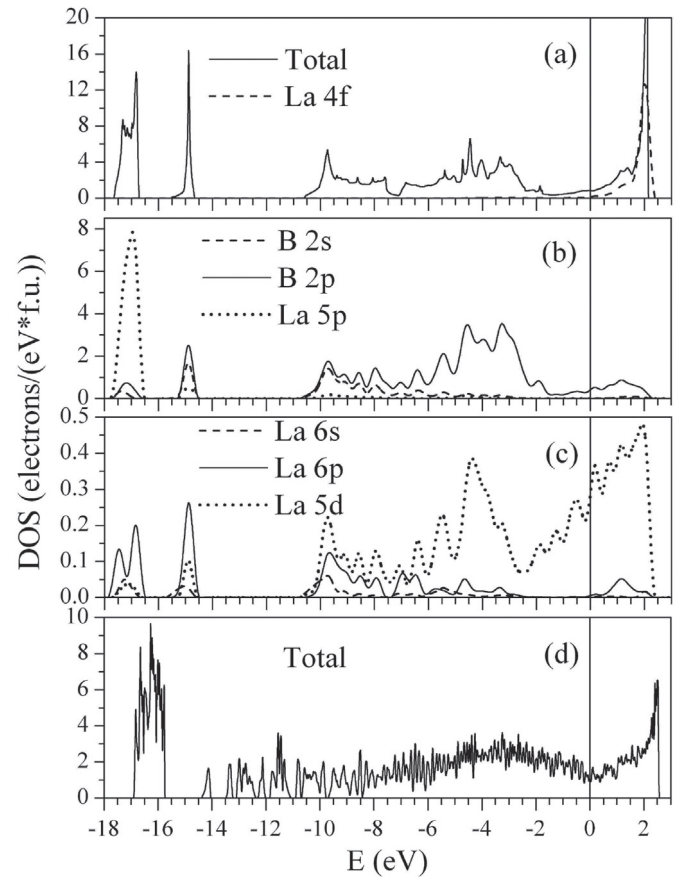 20
16
12
8
4
0
Total
La 4f
(a)
8
6
4
2
0
B 2s
B 2p
La 5p
(b)
0.5
0.4
0.3
0.2
0.1
0.0
La 6s
La 6p
La 5d
(c)
10
8
6
4
2
0
Total
(d)
-18 -16 -14 -12 -10 -8 -6 -4 -2 0 2
E (eV)
DOS (electrons/(eV*f.u.))